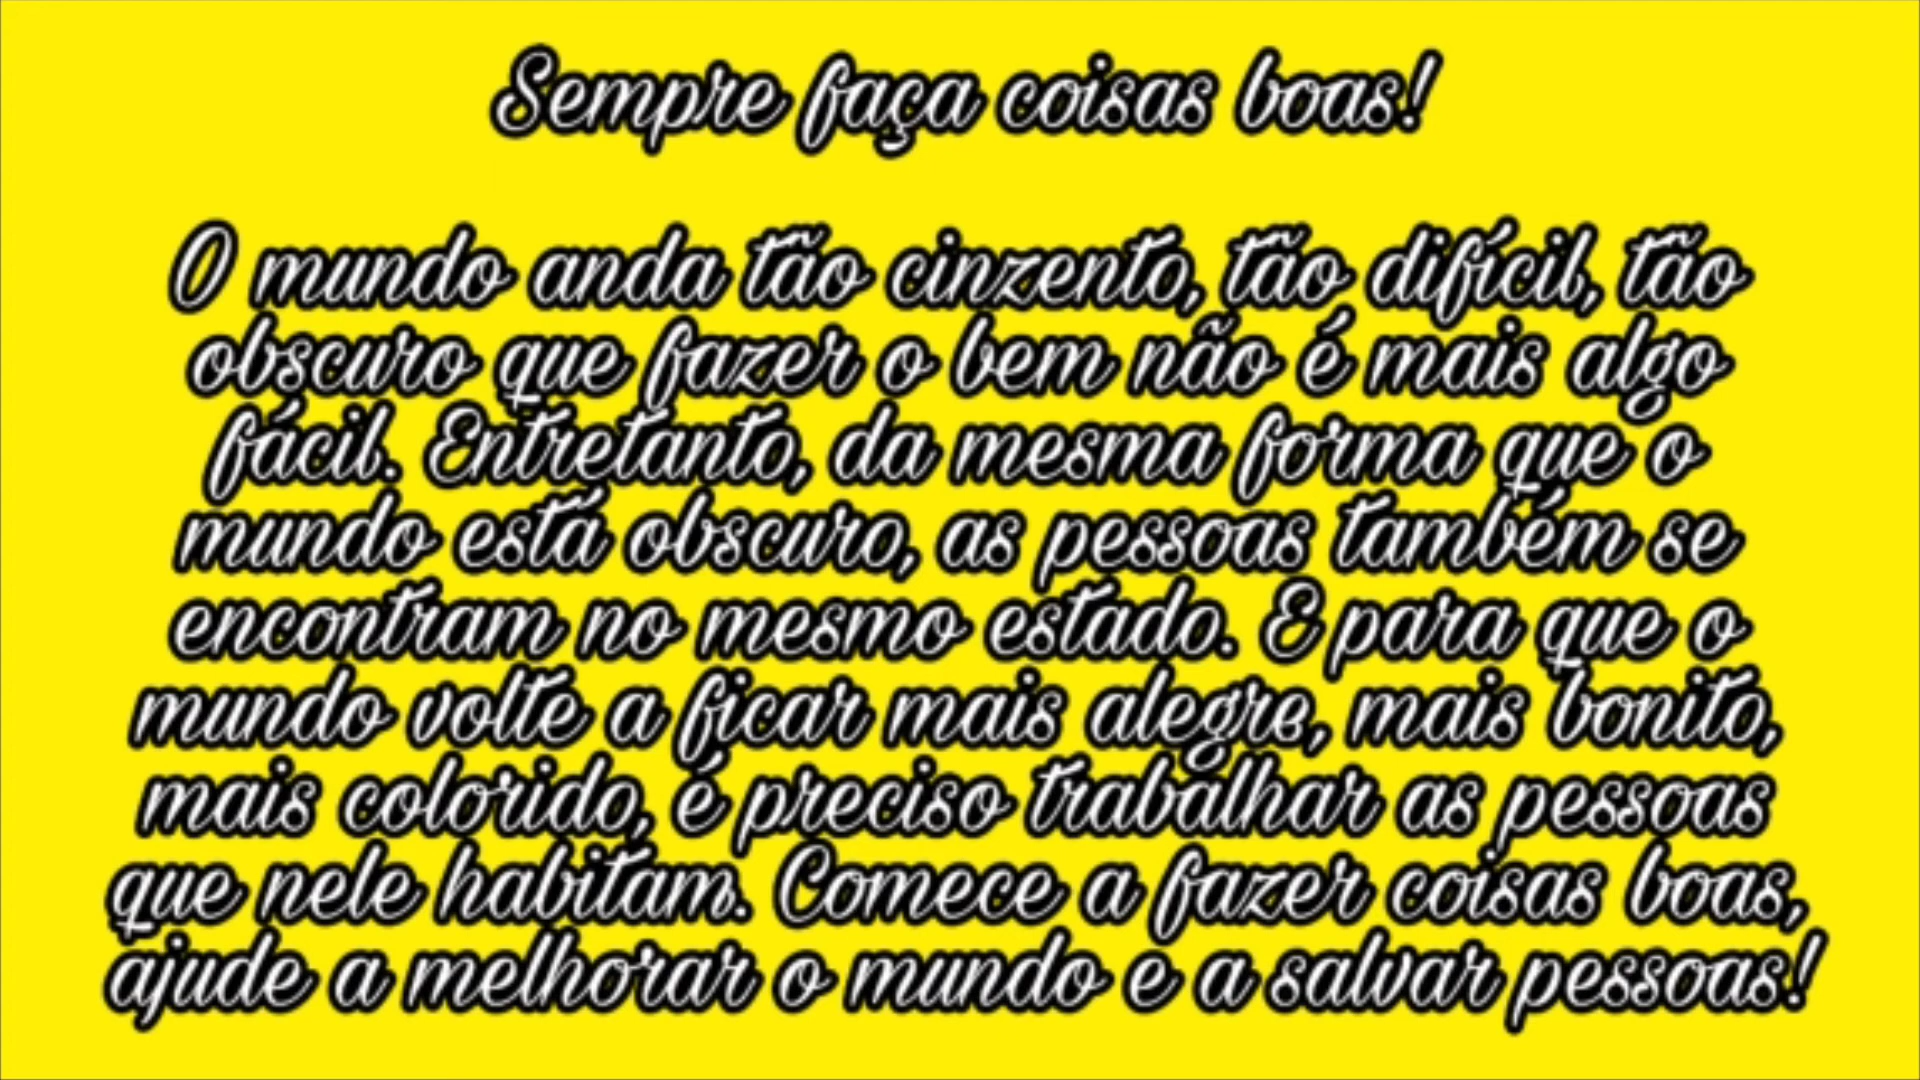 Sempre faça coisas boas!
O mundo anda tão cinzento, tão difícil, tão
obscuro que fazer o bem não é mais algo
fácil. Entretanto, da mesma forma que o
mundo está obscuro, as pessoas também se
encontram no mesmo estado. E para que o
mundo volte a ficar mais alegre, mais bonito,
mais colorido, é preciso trabalhar as pessoas
que nele habitam. Comece a fazer coisas boas,
ajude a melhorar o mundo e a salvar pessoas!